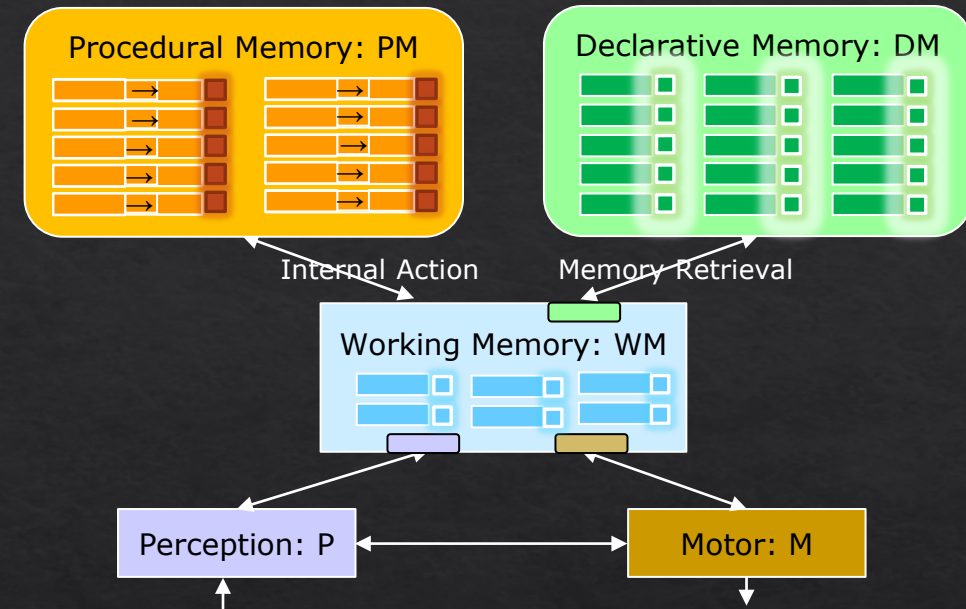 Procedural Memory: PM
Declarative Memory: DM
→ →
→ →
→ →
→ →
→ →
Internal Action
Memory Retrieval
Working Memory: WM
Perception: P
Motor: M